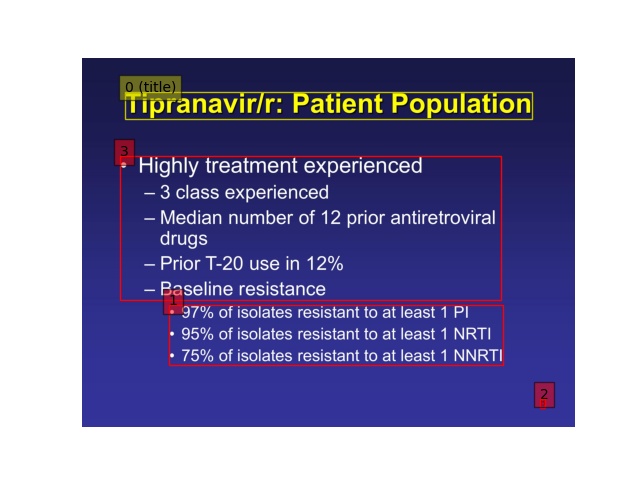 0 (title)
Tipranavir/r: Patient Population
3
• Highly treatment experienced
– 3 class experienced
– Median number of 12 prior antiretroviral
drugs
– Prior T-20 use in 12%
– Baseline resistance
1
• 97% of isolates resistant to at least 1 PI
• 95% of isolates resistant to at least 1 NRTI
• 75% of isolates resistant to at least 1 NNRTI
2